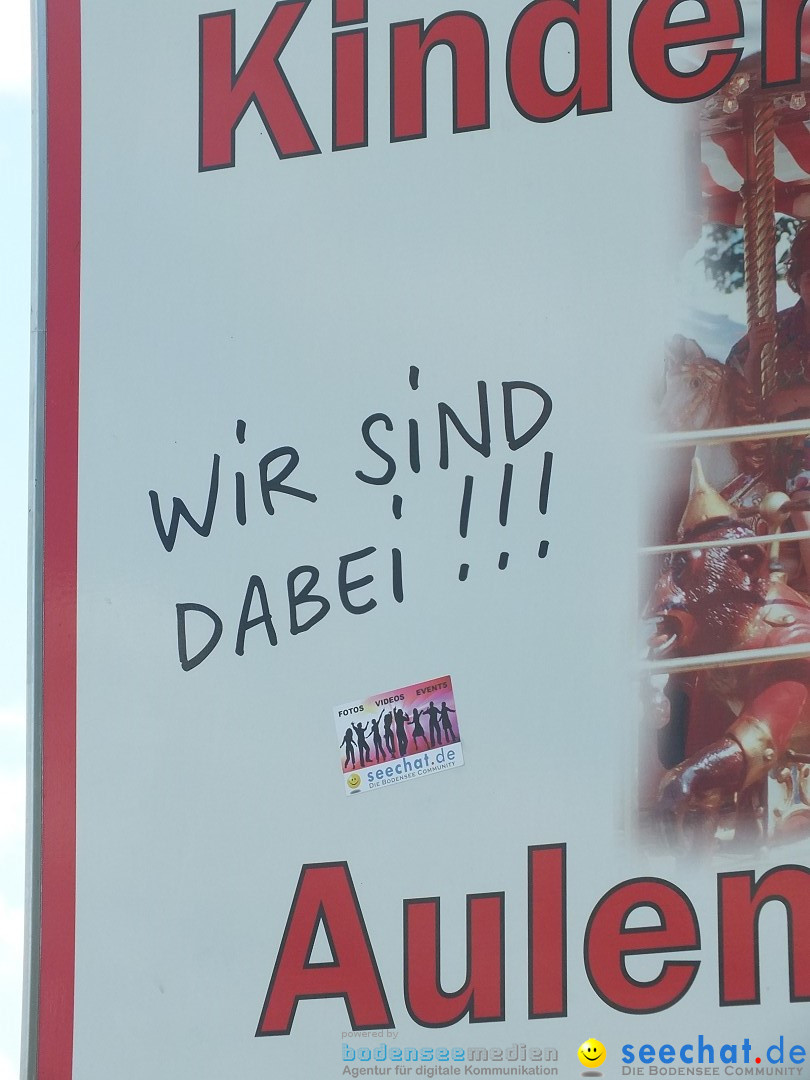 Kinder
WIR SIND
DABEI !!!
FOTOS VIDEOS EVENTS
seechat.de
DIE BODENSEE COMMUNITY
Aulen
powered by
bodenseemedien
Agentur für digitale Kommunikation
seechat.de
DIE BODENSEE COMMUNITY